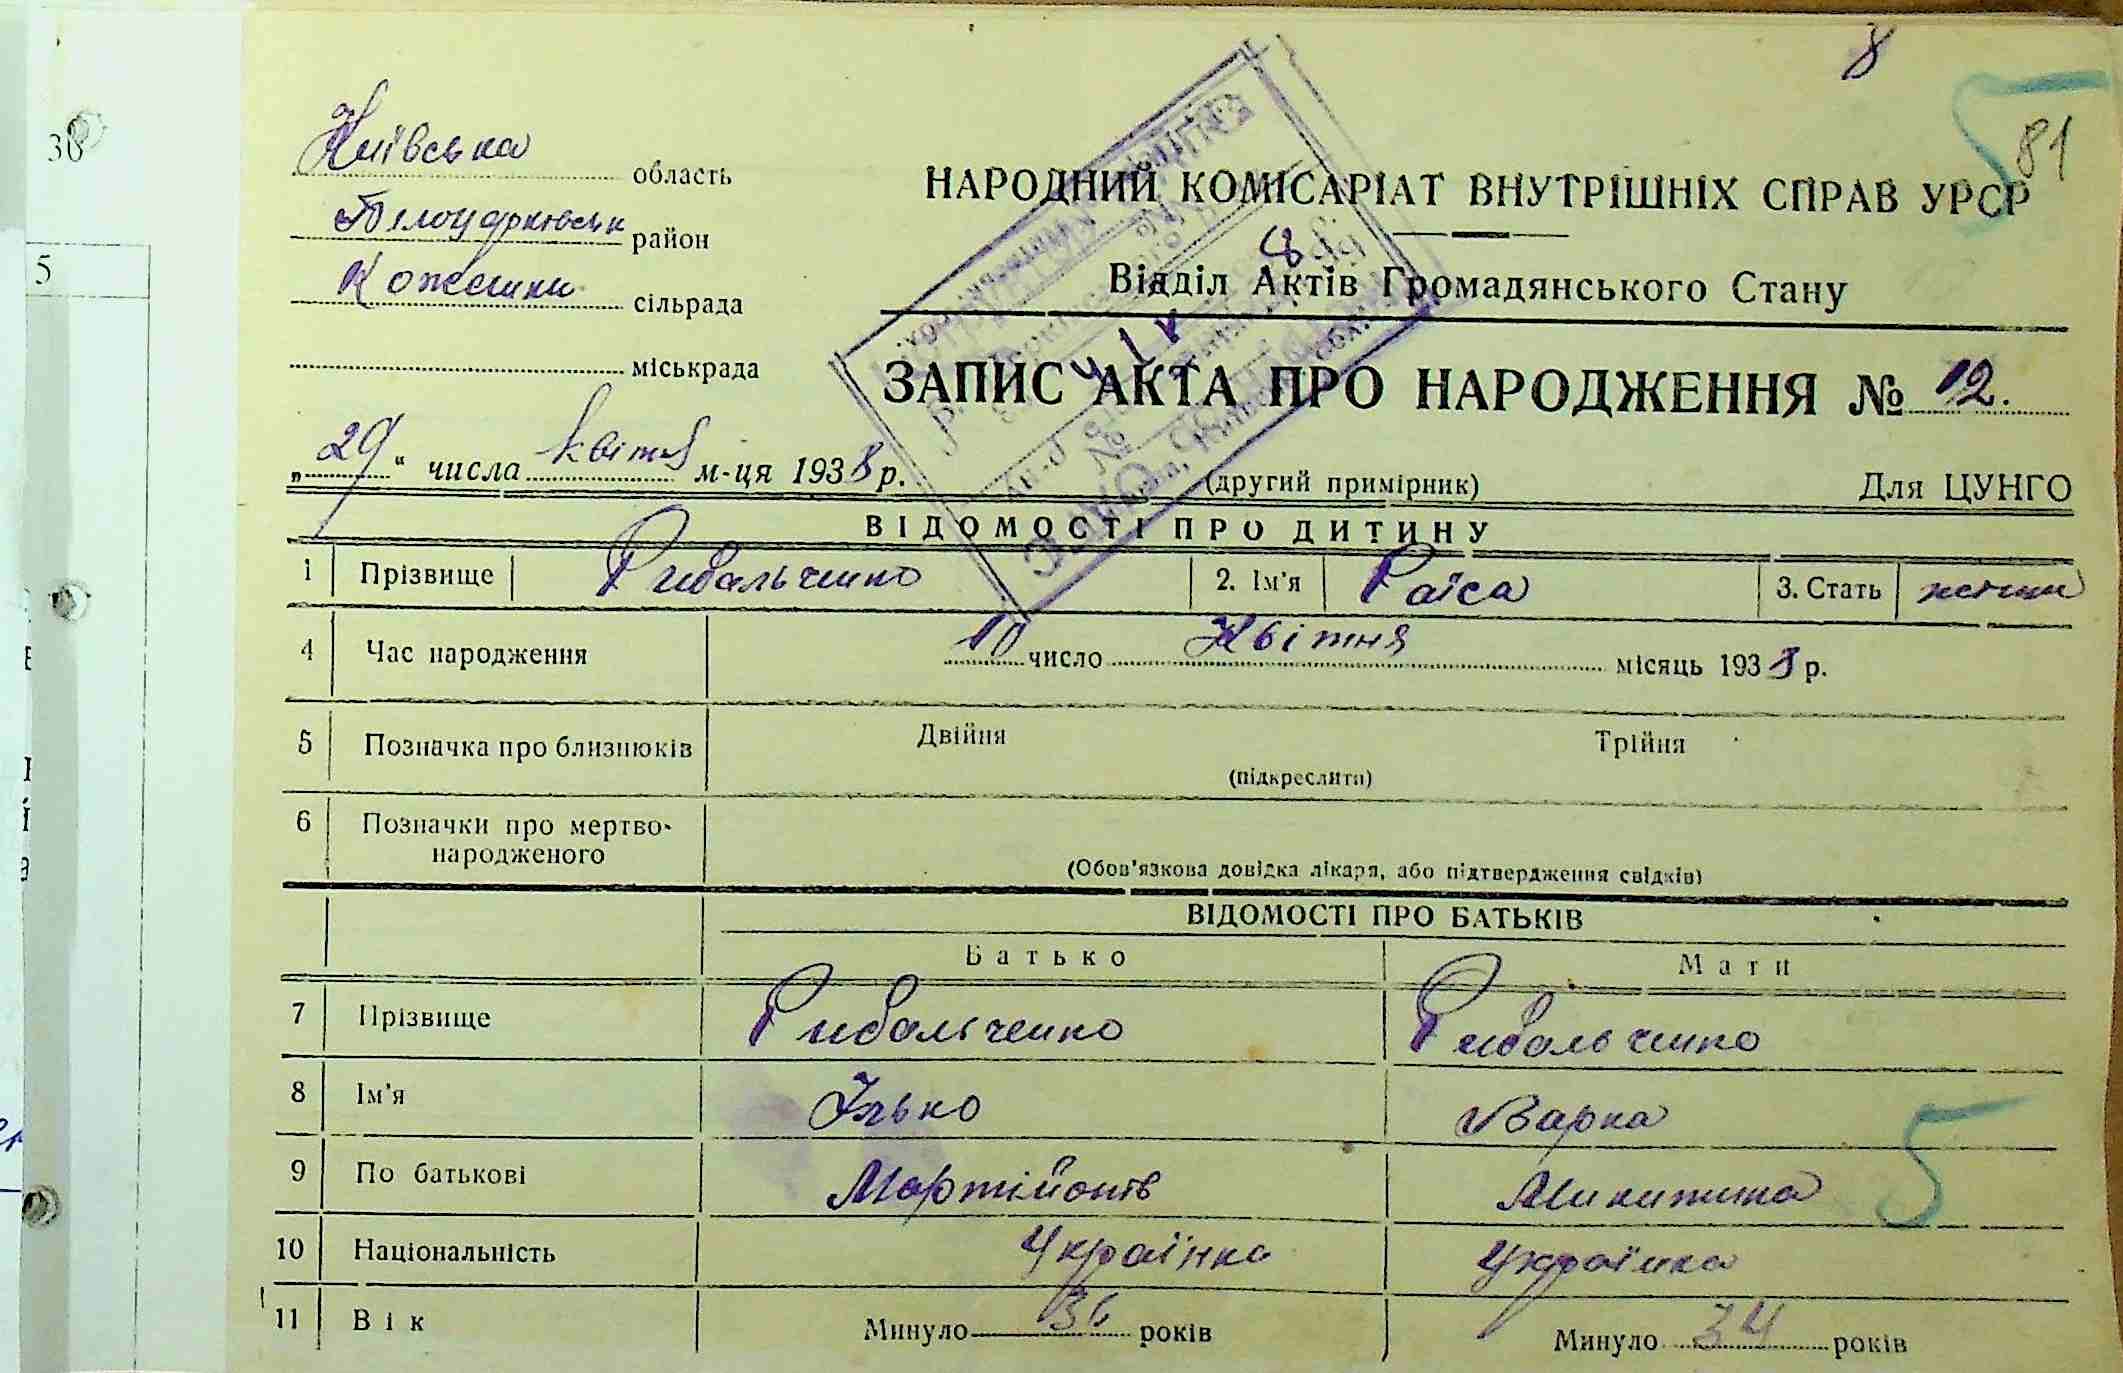 8
81
5
38
5
Київська область
Білоцерківськ район
Кожешки сільрада
міськрада
НАРОДНИЙ КОМІСАРІАТ ВНУТРІШНІХ СПРАВ УРСР
Відділ Актів Громадянського Стану
ЗАПИС АКТА ПРО НАРОДЖЕННЯ № 12.
„29“ числа квітня м-ця 1938 р.
(другий примірник) Для ЦУНГО
ВІДОМОСТІ ПРО ДИТИНУ
1 Прізвище Рибальченко 2. Ім'я Раїса 3. Стать
4 Час народження 10 число Квітня місяць 1938 р.
5 Позначка про близнюків Двійня Трійня
(підкреслити)
6 Позначки про мертво-
народженого
(Обов'язкова довідка лікаря, або підтвердження свідків)
ВІДОМОСТІ ПРО БАТЬКІВ
Батько Мати
7 Прізвище Рибальченко Рибальченко
8 Ім'я Ілько Варка
9 По батькові Микитина
5
10 Національність Українка Українка
11 Вік Минуло 36 років Минуло 34 років